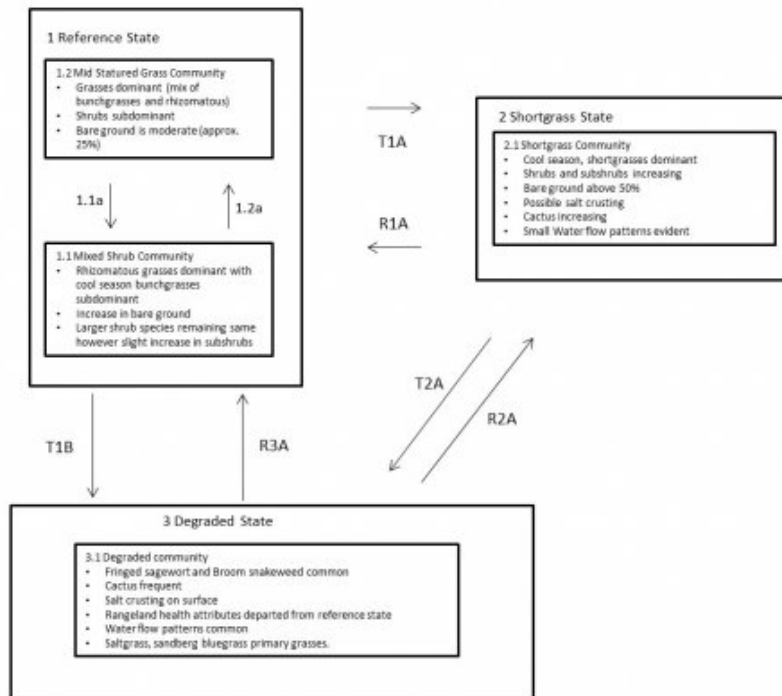 1 Reference State
1.2 Mid Statured Grass Community
• Grasses dominant (mix of
bunchgrasses and rhizomatous)
• Shrubs subdominant
• Bare ground is moderate (approx.
25%)
1.1a
1.2a
1.1 Mixed Shrub Community
• Rhizomatous grasses dominant with
cool season bunchgrasses
subdominant
• Increase in bare ground
• Larger shrub species remaining same
however slight increase in subshrubs
T1A
R1A
2 Shortgrass State
2.1 Shortgrass Community
• Cool season, shortgrasses dominant
• Shrubs and subshrubs increasing
• Bare ground above 50%
• Possible salt crusting
• Cactus increasing
• Small Water flow patterns evident
T2A
R2A
T1B
R3A
3 Degraded State
3.1 Degraded community
• Fringed sagewort and Broom snakeweed common
• Cactus frequent
• Salt crusting on surface
• Rangeland health attributes departed from reference state
• Water flow patterns common
• Saltgrass, sandberg bluegrass primary grasses.